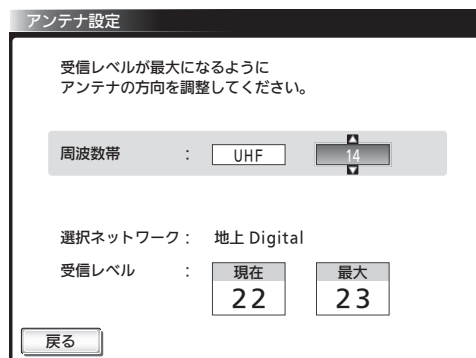 アンテナ設定
受信レベルが最大になるように
アンテナの方向を調整してください。
周波数帯 : UHF 14
選択ネットワーク : 地上 Digital
受信レベル : 現在 最大
22 23
戻る